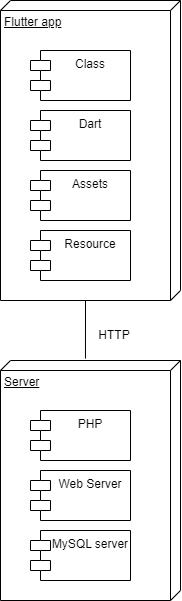 Flutter app
Class
Dart
Assets
Resource
HTTP
Server
PHP
Web Server
MySQL server